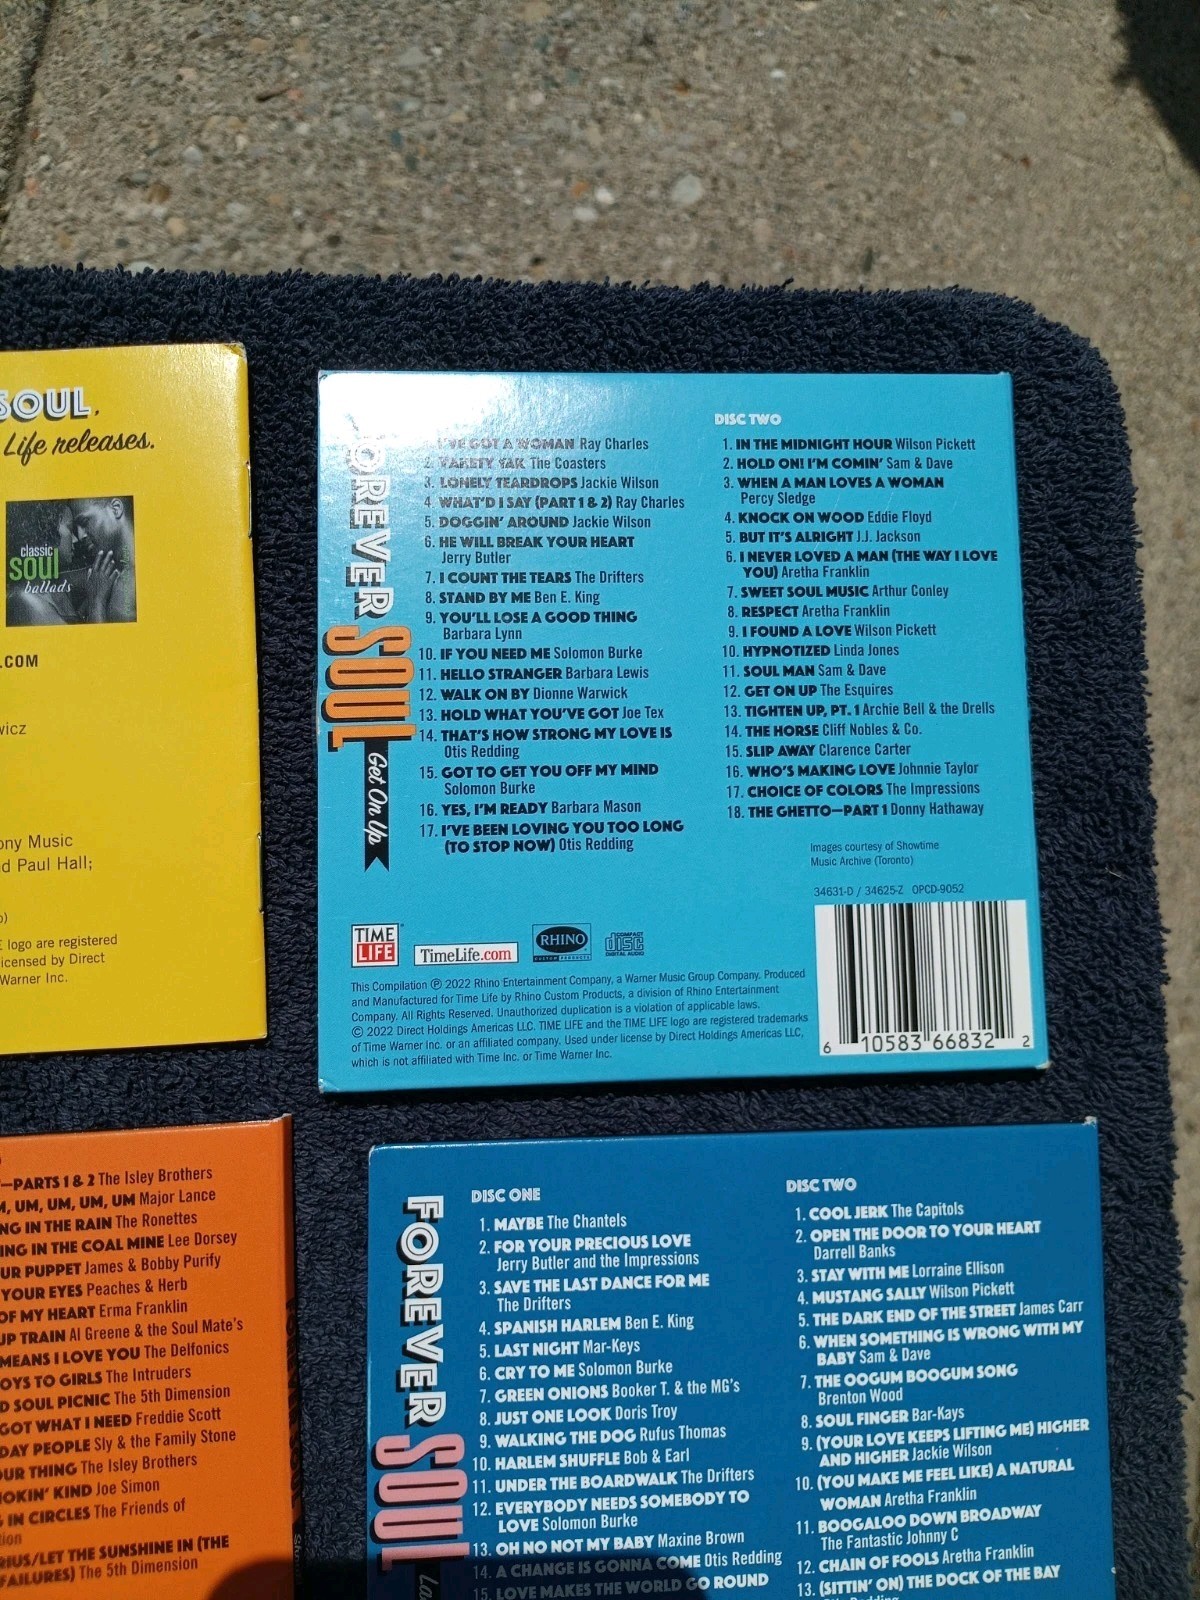 SOUL,
Life releases.
classic
soul
ballads
.COM
wicz
ony Music
d Paul Hall;
E logo are registered
icensed by Direct
Warner Inc.
FOREVER SOUL
Get On Up
1. I'VE GOT A WOMAN Ray Charles
2. YAKETY YAK The Coasters
3. LONELY TEARDROPS Jackie Wilson
4. WHAT'D I SAY (PART 1 & 2) Ray Charles
5. DOGGIN' AROUND Jackie Wilson
6. HE WILL BREAK YOUR HEART
Jerry Butler
7. I COUNT THE TEARS The Drifters
8. STAND BY ME Ben E. King
9. YOU'LL LOSE A GOOD THING
Barbara Lynn
10. IF YOU NEED ME Solomon Burke
11. HELLO STRANGER Barbara Lewis
12. WALK ON BY Dionne Warwick
13. HOLD WHAT YOU'VE GOT Joe Tex
14. THAT'S HOW STRONG MY LOVE IS
Otis Redding
15. GOT TO GET YOU OFF MY MIND
Solomon Burke
16. YES, I'M READY Barbara Mason
17. I'VE BEEN LOVING YOU TOO LONG
(TO STOP NOW) Otis Redding
DISC TWO
1. IN THE MIDNIGHT HOUR Wilson Pickett
2. HOLD ON! I'M COMIN' Sam & Dave
3. WHEN A MAN LOVES A WOMAN
Percy Sledge
4. KNOCK ON WOOD Eddie Floyd
5. BUT IT'S ALRIGHT J.J. Jackson
6. I NEVER LOVED A MAN (THE WAY I LOVE
YOU) Aretha Franklin
7. SWEET SOUL MUSIC Arthur Conley
8. RESPECT Aretha Franklin
9. I FOUND A LOVE Wilson Pickett
10. HYPNOTIZED Linda Jones
11. SOUL MAN Sam & Dave
12. GET ON UP The Esquires
13. TIGHTEN UP, PT. 1 Archie Bell & the Drells
14. THE HORSE Cliff Nobles & Co.
15. SLIP AWAY Clarence Carter
16. WHO'S MAKING LOVE Johnnie Taylor
17. CHOICE OF COLORS The Impressions
18. THE GHETTO—PART 1 Donny Hathaway
Images courtesy of Showtime
Music Archive (Toronto)
34631-D / 34625-Z OPCD-9052
TIME
LIFE
TimeLife.com
RHINO
CUSTOM PRODUCTS
COMPACT
disc
DIGITAL AUDIO
This Compilation ℗ 2022 Rhino Entertainment Company, a Warner Music Group Company. Produced
and Manufactured for Time Life by Rhino Custom Products, a division of Rhino Entertainment
Company. All Rights Reserved. Unauthorized duplication is a violation of applicable laws.
© 2022 Direct Holdings Americas LLC. TIME LIFE and the TIME LIFE logo are registered trademarks
of Time Warner Inc. or an affiliated company. Used under license by Direct Holdings Americas LLC,
which is not affiliated with Time Inc. or Time Warner Inc.
6 10583 66832 2
—PARTS 1 & 2 The Isley Brothers
M, UM, UM, UM, UM Major Lance
NG IN THE RAIN The Ronettes
ING IN THE COAL MINE Lee Dorsey
UR PUPPET James & Bobby Purify
YOUR EYES Peaches & Herb
OF MY HEART Erma Franklin
UP TRAIN Al Greene & the Soul Mate's
MEANS I LOVE YOU The Delfonics
OYS TO GIRLS The Intruders
D SOUL PICNIC The 5th Dimension
GOT WHAT I NEED Freddie Scott
DAY PEOPLE Sly & the Family Stone
OUR THING The Isley Brothers
OKIN' KIND Joe Simon
G IN CIRCLES The Friends of
tion
RIUS/LET THE SUNSHINE IN (THE
FAILURES) The 5th Dimension
FOREVER SOUL
DISC ONE
1. MAYBE The Chantels
2. FOR YOUR PRECIOUS LOVE
Jerry Butler and the Impressions
3. SAVE THE LAST DANCE FOR ME
The Drifters
4. SPANISH HARLEM Ben E. King
5. LAST NIGHT Mar-Keys
6. CRY TO ME Solomon Burke
7. GREEN ONIONS Booker T. & the MG's
8. JUST ONE LOOK Doris Troy
9. WALKING THE DOG Rufus Thomas
10. HARLEM SHUFFLE Bob & Earl
11. UNDER THE BOARDWALK The Drifters
12. EVERYBODY NEEDS SOMEBODY TO
LOVE Solomon Burke
13. OH NO NOT MY BABY Maxine Brown
14. A CHANGE IS GONNA COME Otis Redding
15. LOVE MAKES THE WORLD GO ROUND
DISC TWO
1. COOL JERK The Capitols
2. OPEN THE DOOR TO YOUR HEART
Darrell Banks
3. STAY WITH ME Lorraine Ellison
4. MUSTANG SALLY Wilson Pickett
5. THE DARK END OF THE STREET James Carr
6. WHEN SOMETHING IS WRONG WITH MY
BABY Sam & Dave
7. THE OOGUM BOOGUM SONG
Brenton Wood
8. SOUL FINGER Bar-Kays
9. (YOUR LOVE KEEPS LIFTING ME) HIGHER
AND HIGHER Jackie Wilson
10. (YOU MAKE ME FEEL LIKE) A NATURAL
WOMAN Aretha Franklin
11. BOOGALOO DOWN BROADWAY
The Fantastic Johnny C
12. CHAIN OF FOOLS Aretha Franklin
13. (SITTIN' ON) THE DOCK OF THE BAY